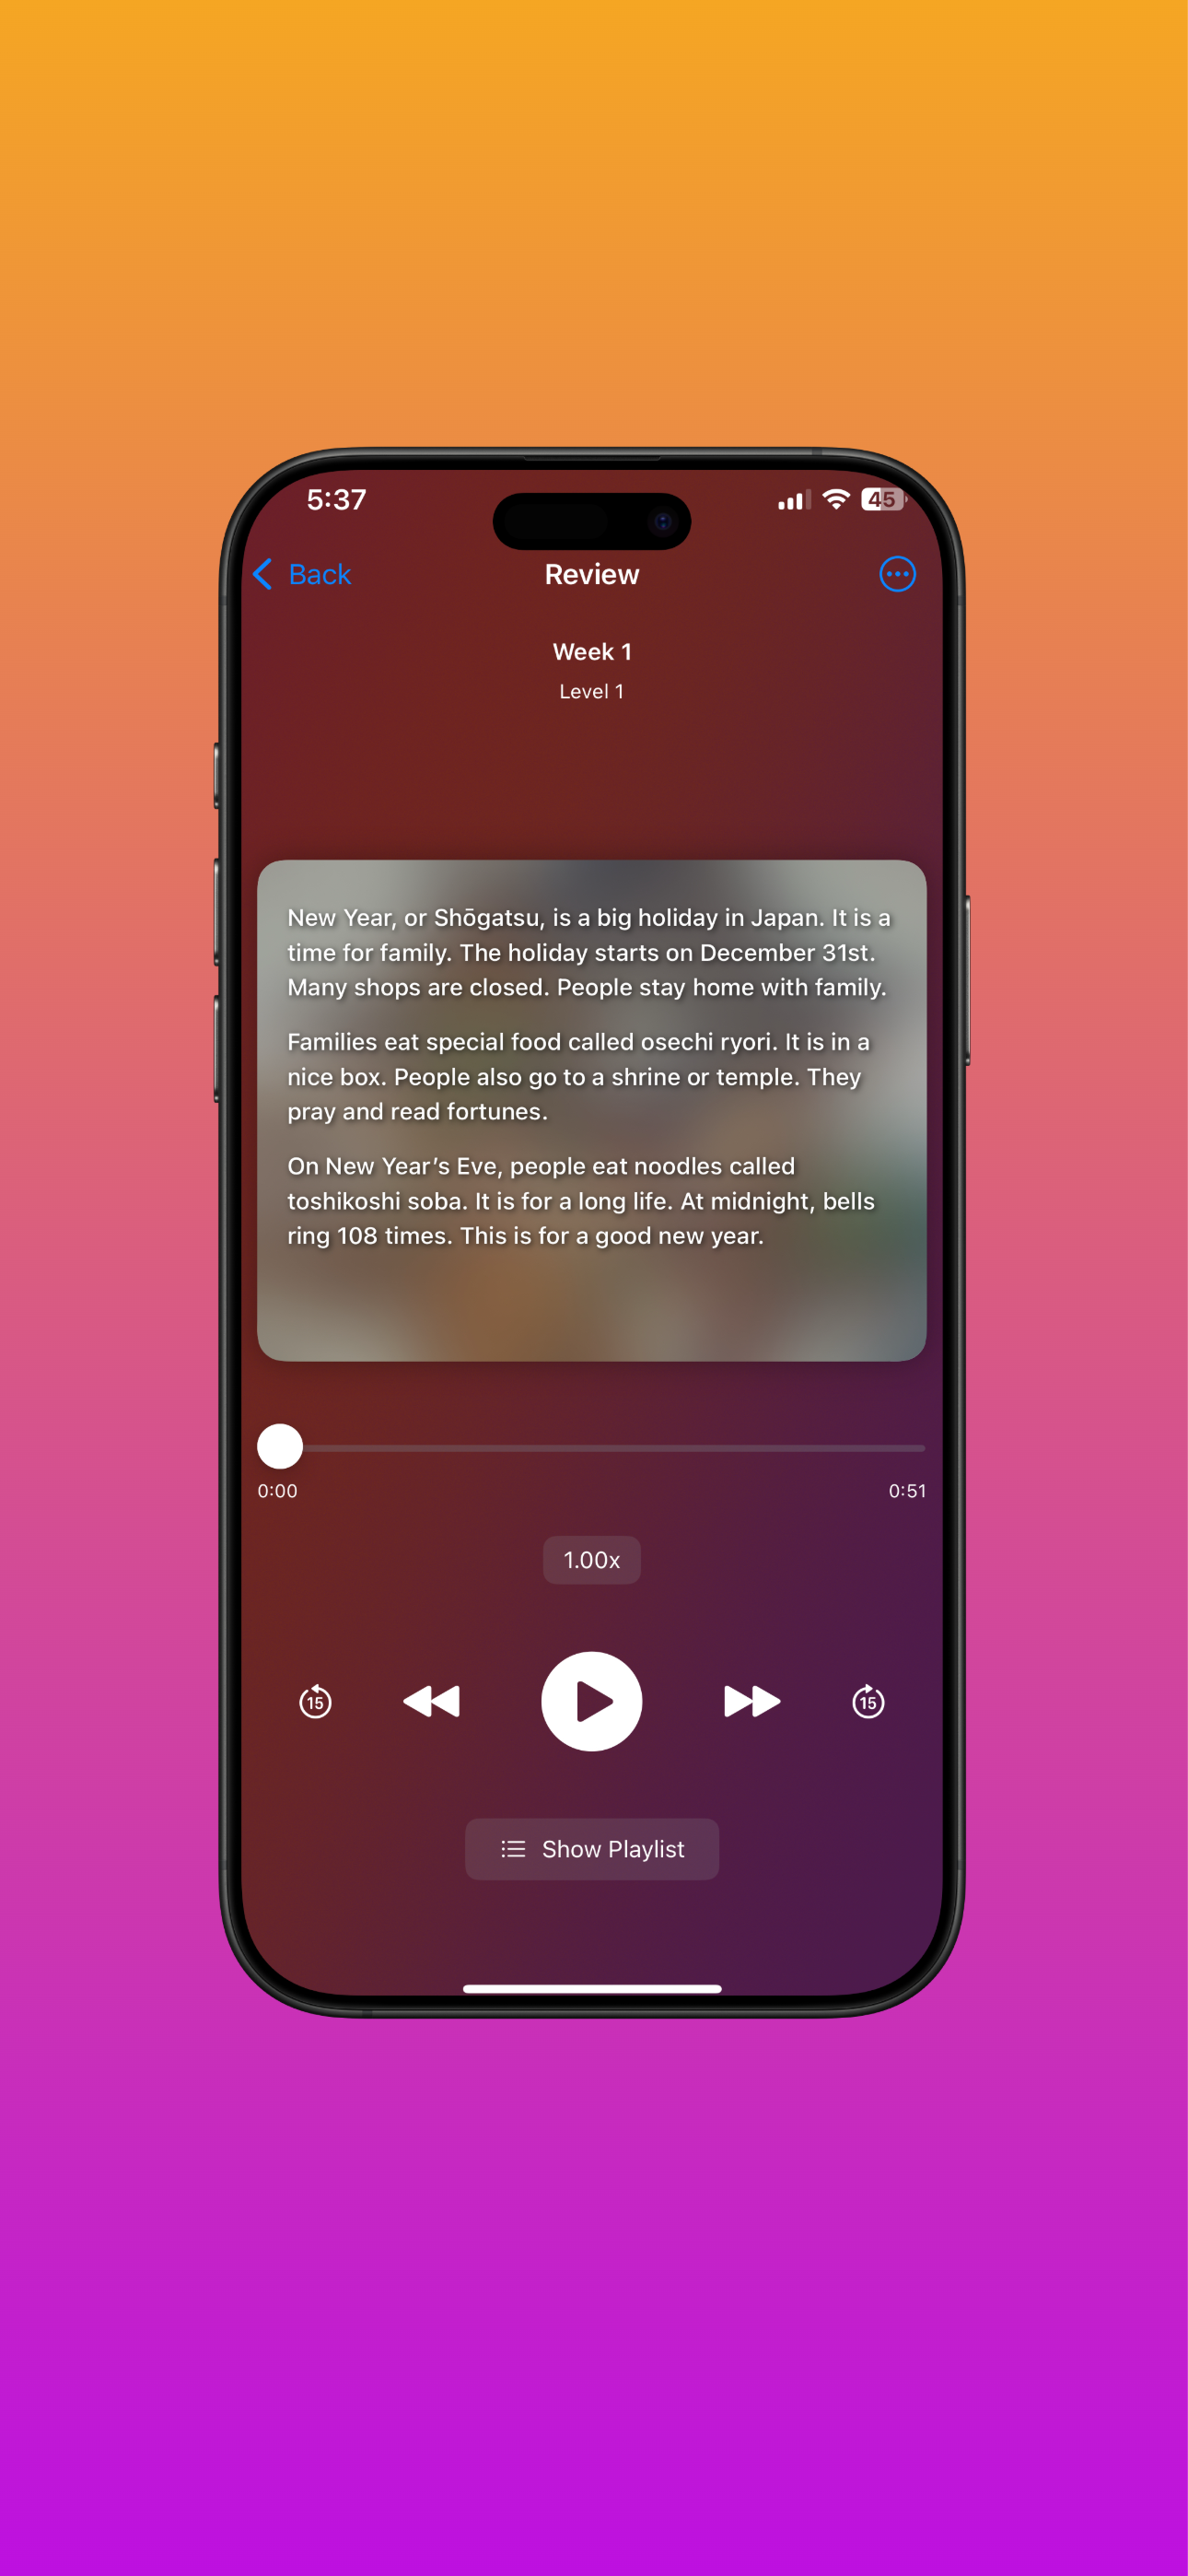 5:37
45
Back
Review
Week 1
Level 1
New Year, or Shōgatsu, is a big holiday in Japan. It is a
time for family. The holiday starts on December 31st.
Many shops are closed. People stay home with family.
Families eat special food called osechi ryori. It is in a
nice box. People also go to a shrine or temple. They
pray and read fortunes.
On New Year’s Eve, people eat noodles called
toshikoshi soba. It is for a long life. At midnight, bells
ring 108 times. This is for a good new year.
0:00
0:51
1.00x
15
15
Show Playlist